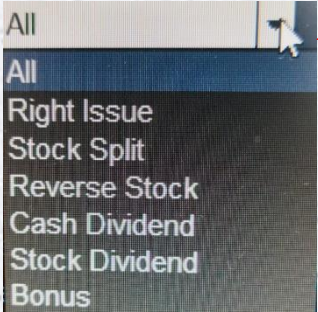 All
All
Right Issue
Stock Split
Reverse Stock
Cash Dividend
Stock Dividend
Bonus